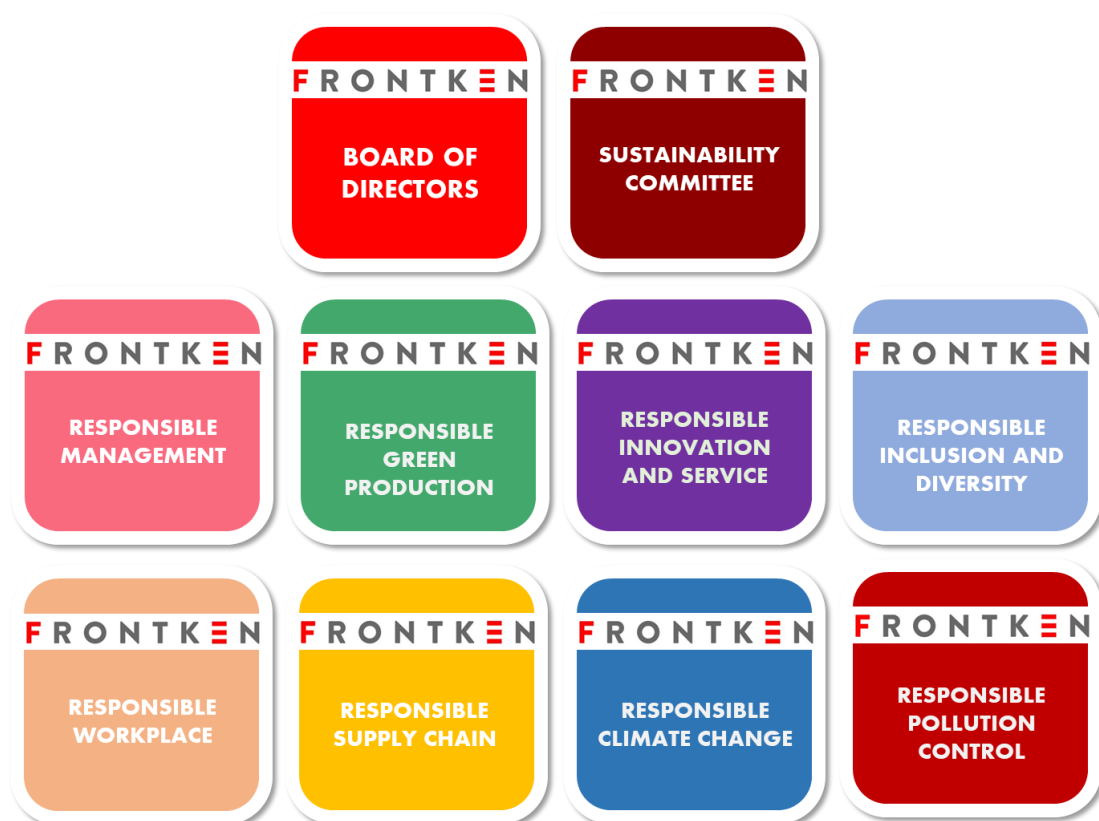 FRONTKEN
BOARD OF
DIRECTORS
FRONTKEN
SUSTAINABILITY
COMMITTEE
FRONTKEN
RESPONSIBLE
MANAGEMENT
FRONTKEN
RESPONSIBLE
GREEN
PRODUCTION
FRONTKEN
RESPONSIBLE
INNOVATION
AND SERVICE
FRONTKEN
RESPONSIBLE
INCLUSION AND
DIVERSITY
FRONTKEN
RESPONSIBLE
WORKPLACE
FRONTKEN
RESPONSIBLE
SUPPLY CHAIN
FRONTKEN
RESPONSIBLE
CLIMATE CHANGE
FRONTKEN
RESPONSIBLE
POLLUTION
CONTROL